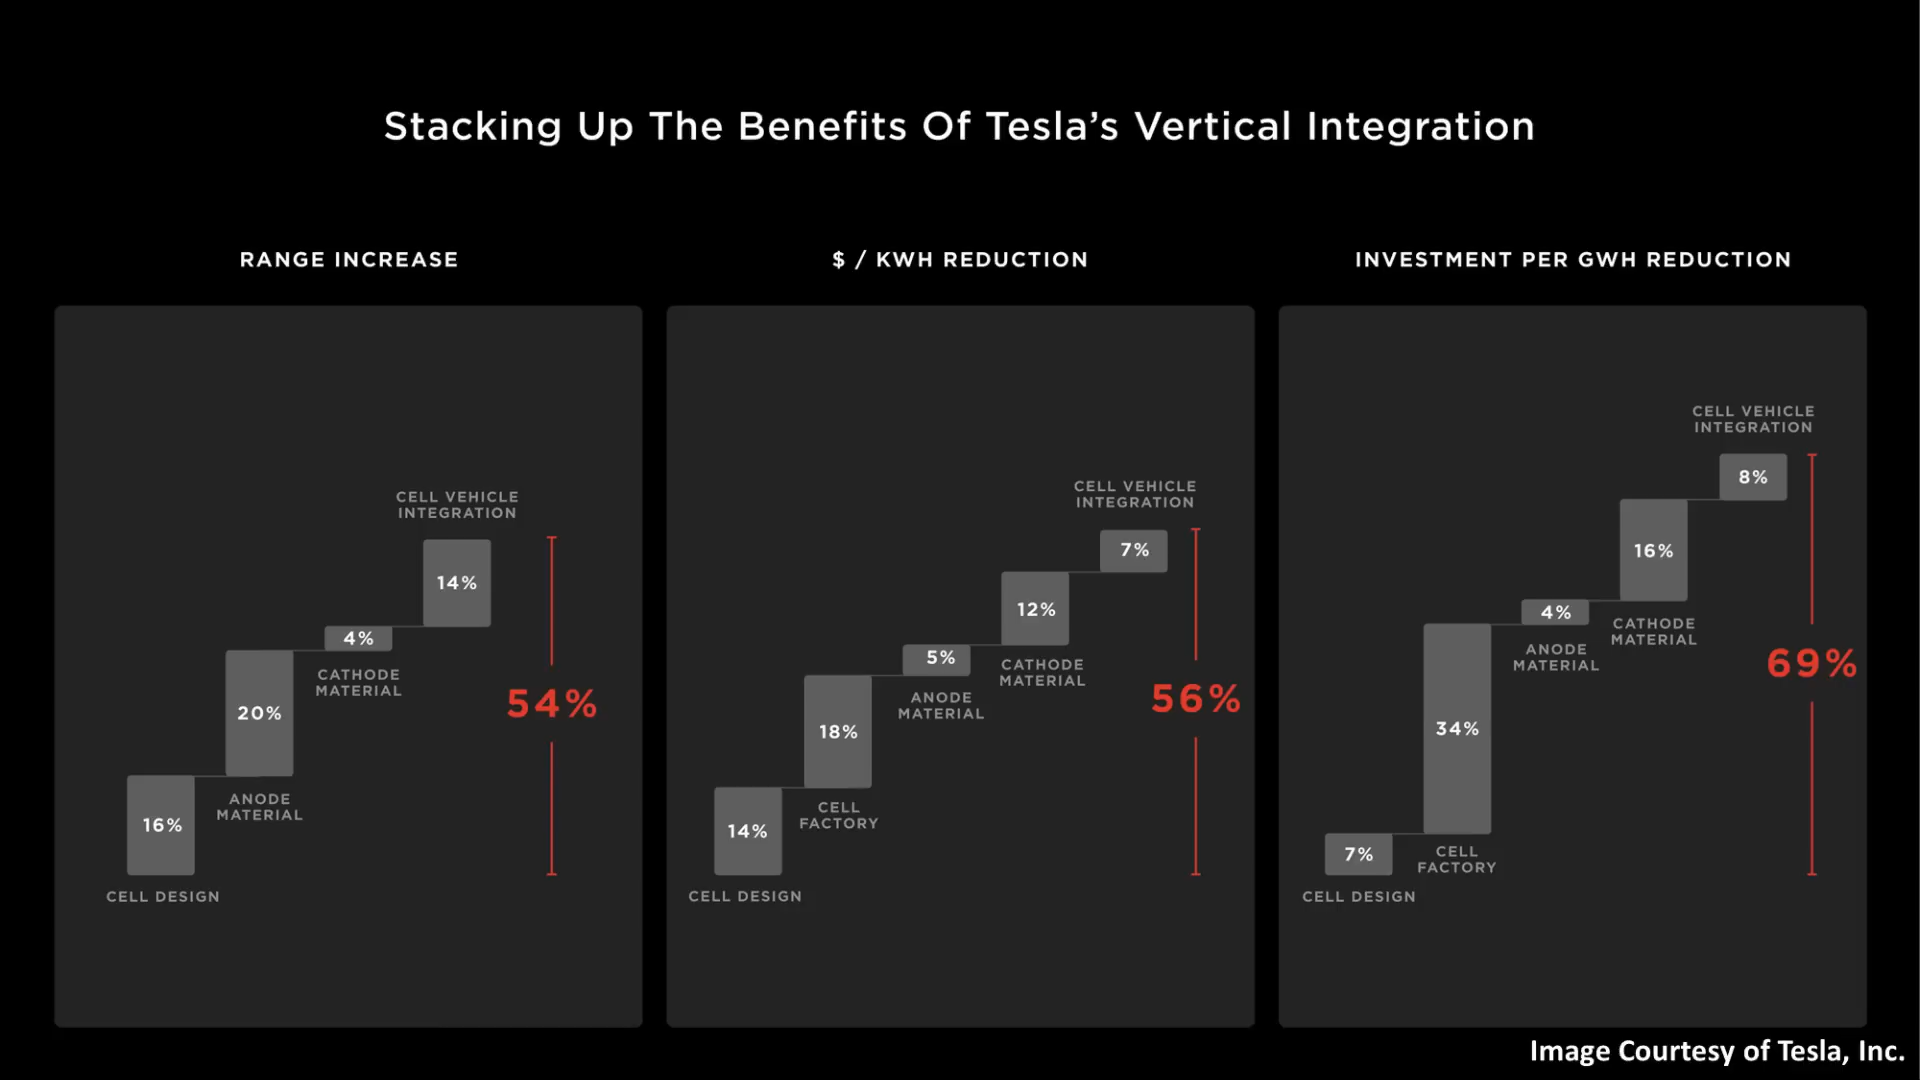 Stacking Up The Benefits Of Tesla's Vertical Integration
RANGE INCREASE
CELL VEHICLE
INTEGRATION
14%
4%
CATHODE
MATERIAL
20%
ANODE
MATERIAL
16%
CELL DESIGN
54%
$ / KWH REDUCTION
CELL VEHICLE
INTEGRATION
7%
12%
CATHODE
MATERIAL
5%
ANODE
MATERIAL
18%
CELL
FACTORY
14%
CELL DESIGN
56%
INVESTMENT PER GWH REDUCTION
CELL VEHICLE
INTEGRATION
8%
16%
CATHODE
MATERIAL
4%
ANODE
MATERIAL
34%
CELL
FACTORY
7%
CELL DESIGN
69%
Image Courtesy of Tesla, Inc.